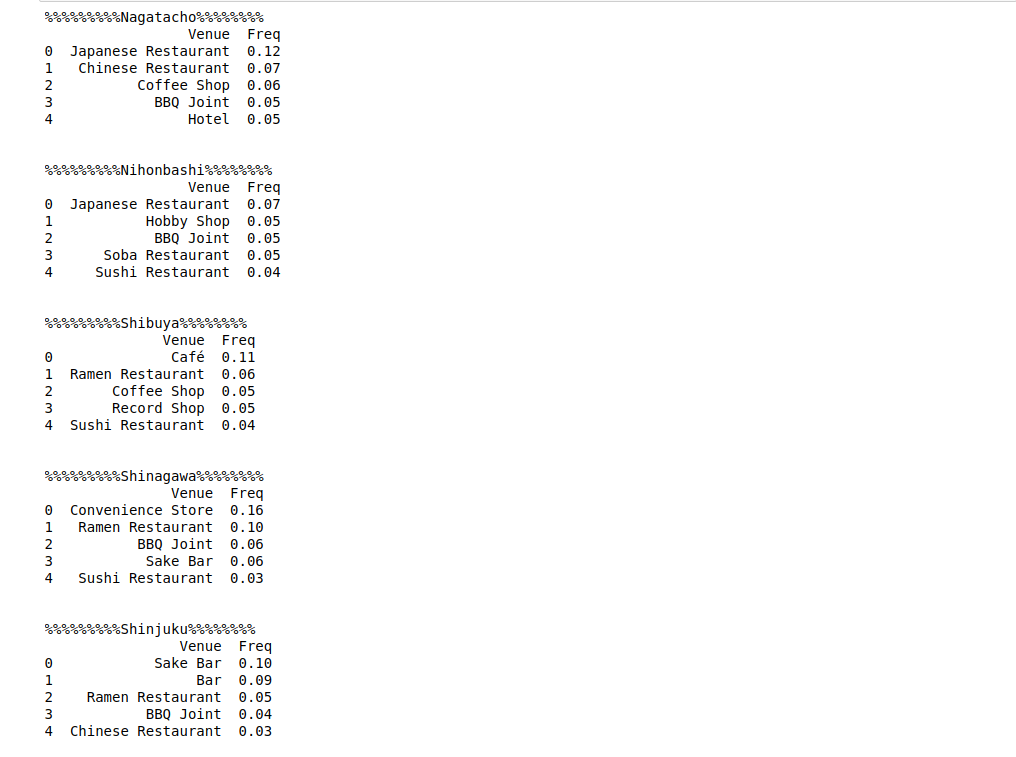 %%%%%%%%%Nagatacho%%%%%%%%
Venue Freq
0 Japanese Restaurant 0.12
1 Chinese Restaurant 0.07
2 Coffee Shop 0.06
3 BBQ Joint 0.05
4 Hotel 0.05
%%%%%%%%%Nihonbashi%%%%%%%%
Venue Freq
0 Japanese Restaurant 0.07
1 Hobby Shop 0.05
2 BBQ Joint 0.05
3 Soba Restaurant 0.05
4 Sushi Restaurant 0.04
%%%%%%%%%Shibuya%%%%%%%%
Venue Freq
0 Café 0.11
1 Ramen Restaurant 0.06
2 Coffee Shop 0.05
3 Record Shop 0.05
4 Sushi Restaurant 0.04
%%%%%%%%%Shinagawa%%%%%%%%
Venue Freq
0 Convenience Store 0.16
1 Ramen Restaurant 0.10
2 BBQ Joint 0.06
3 Sake Bar 0.06
4 Sushi Restaurant 0.03
%%%%%%%%%Shinjuku%%%%%%%%
Venue Freq
0 Sake Bar 0.10
1 Bar 0.09
2 Ramen Restaurant 0.05
3 BBQ Joint 0.04
4 Chinese Restaurant 0.03